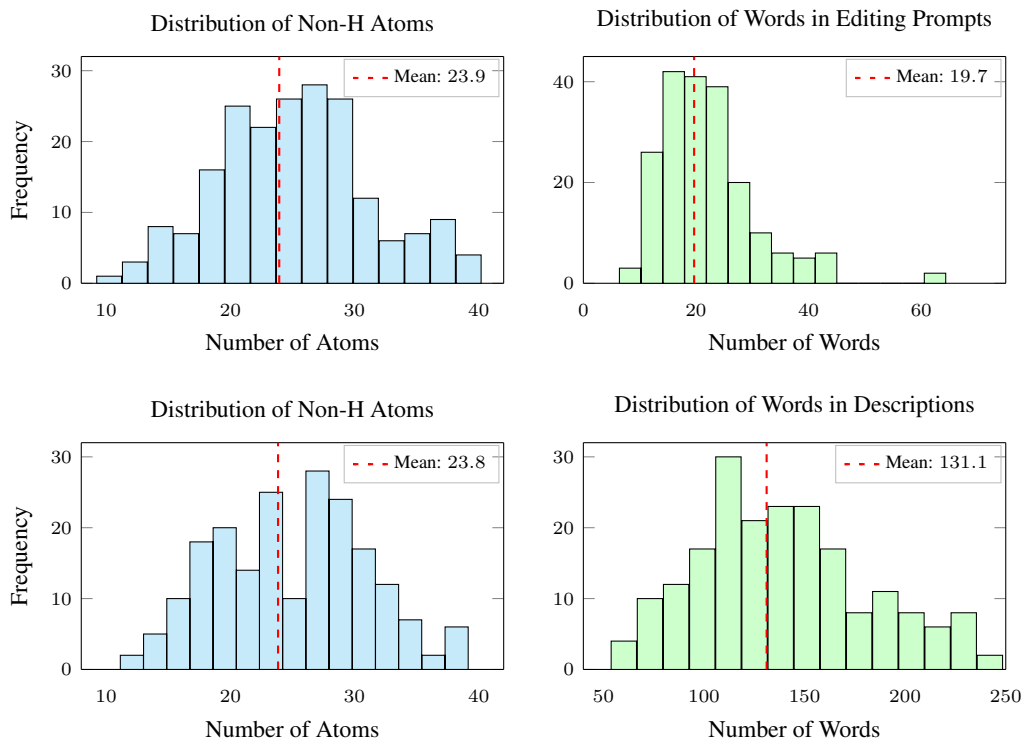 Distribution of Non-H Atoms
Mean: 23.9
30
20
10
0
Frequency
10 20 30 40
Number of Atoms
Distribution of Words in Editing Prompts
Mean: 19.7
40
20
0
0 20 40 60
Number of Words
Distribution of Non-H Atoms
Mean: 23.8
30
20
10
0
Frequency
10 20 30 40
Number of Atoms
Distribution of Words in Descriptions
Mean: 131.1
30
20
10
0
50 100 150 200 250
Number of Words